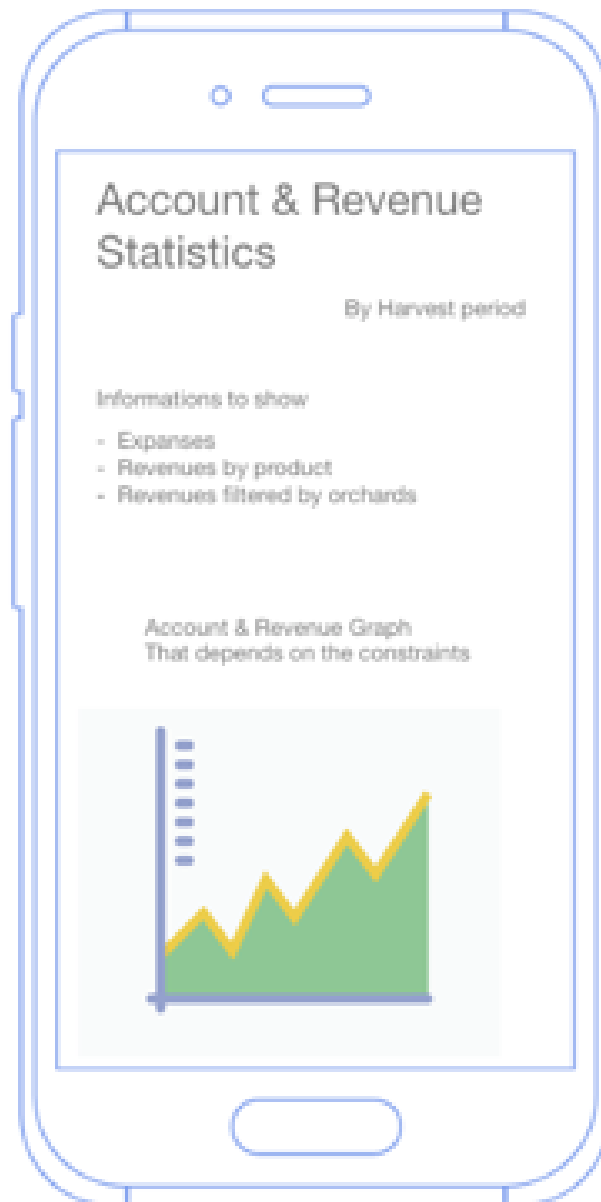 Account & Revenue
Statistics
By Harvest period
Informations to show
- Expanses
- Revenues by product
- Revenues filtered by orchards
Account & Revenue Graph
That depends on the constraints